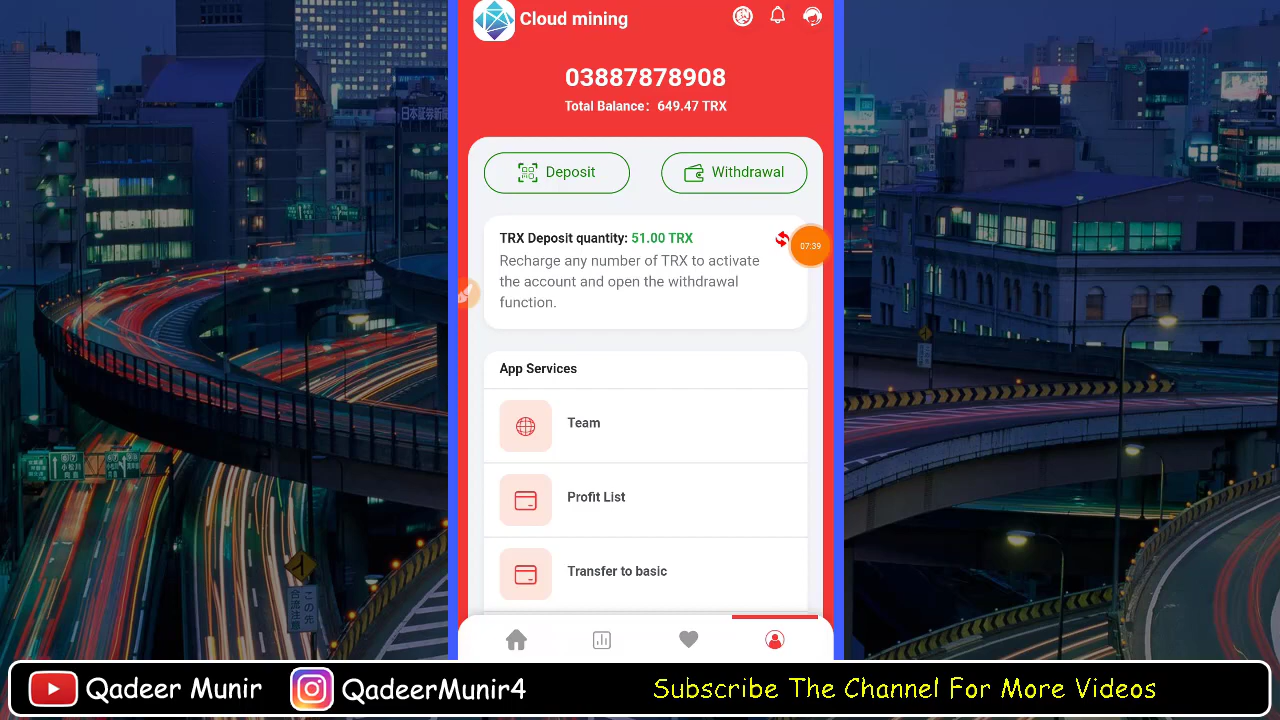 Cloud mining
03887878908
Total Balance： 649.47 TRX
Deposit
Withdrawal
TRX Deposit quantity: 51.00 TRX
07:39
Recharge any number of TRX to activate
the account and open the withdrawal
function.
App Services
Team
Profit List
Transfer to basic
Qadeer Munir
QadeerMunir4
Subscribe The Channel For More Videos